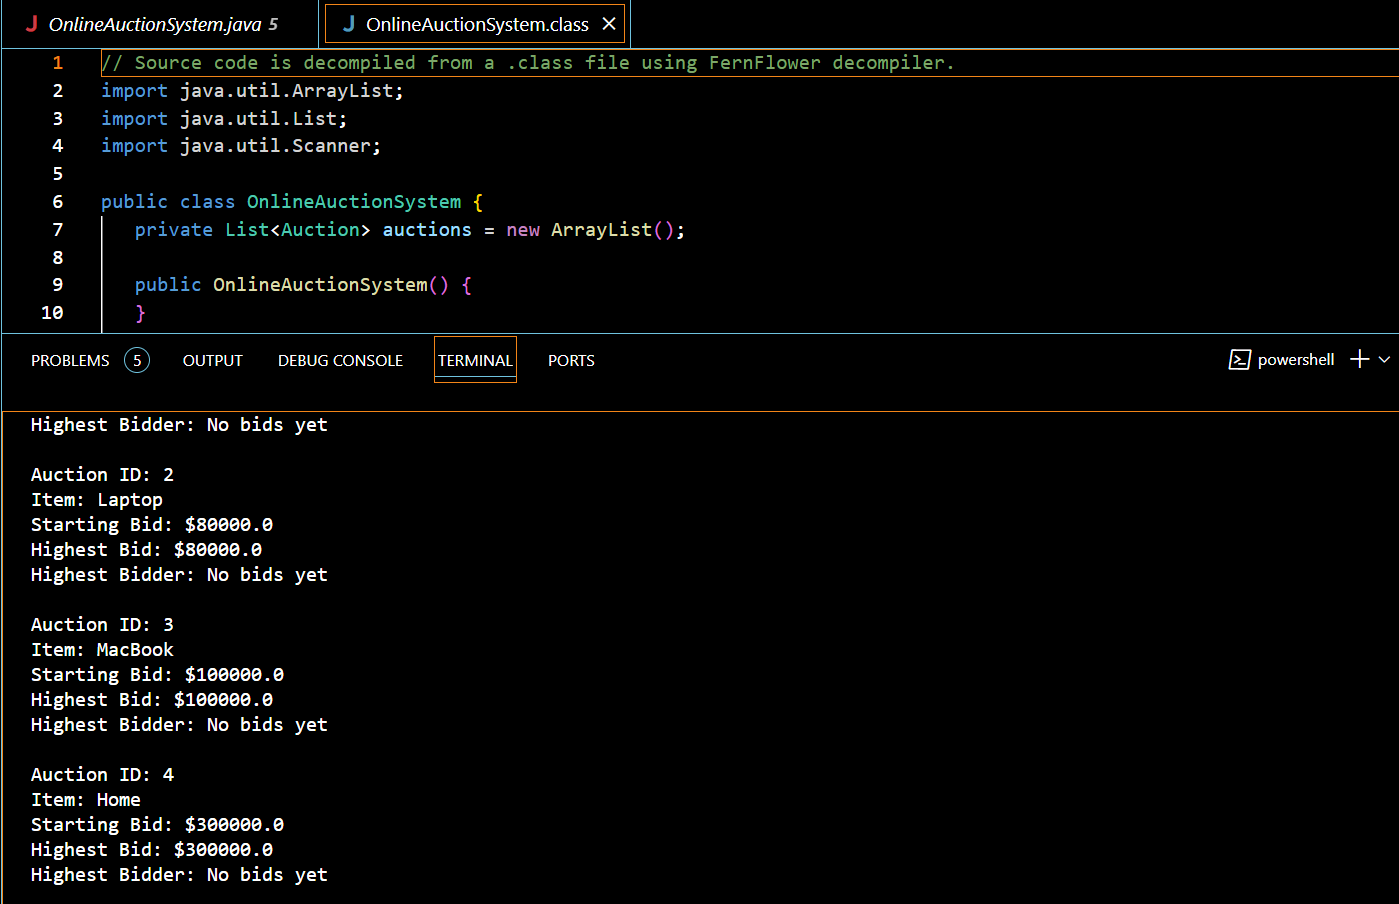 J OnlineAuctionSystem.java 5 J OnlineAuctionSystem.class ×
1 // Source code is decompiled from a .class file using FernFlower decompiler.
2 import java.util.ArrayList;
3 import java.util.List;
4 import java.util.Scanner;
5
6 public class OnlineAuctionSystem {
7 private List<Auction> auctions = new ArrayList();
8
9 public OnlineAuctionSystem() {
10 }
PROBLEMS 5 OUTPUT DEBUG CONSOLE TERMINAL PORTS powershell
Highest Bidder: No bids yet
Auction ID: 2
Item: Laptop
Starting Bid: $80000.0
Highest Bid: $80000.0
Highest Bidder: No bids yet
Auction ID: 3
Item: MacBook
Starting Bid: $100000.0
Highest Bid: $100000.0
Highest Bidder: No bids yet
Auction ID: 4
Item: Home
Starting Bid: $300000.0
Highest Bid: $300000.0
Highest Bidder: No bids yet